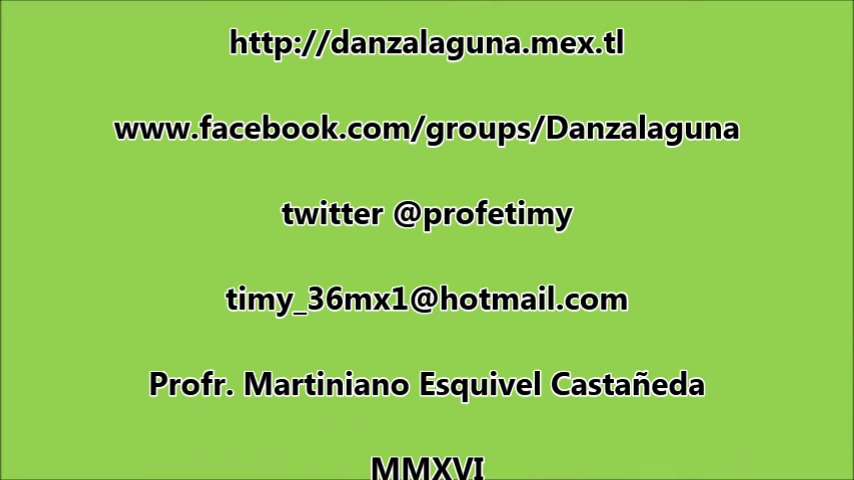 http://danzalaguna.mex.tl
www.facebook.com/groups/Danzalaguna
twitter @profetimy
timy_36mx1@hotmail.com
Profr. Martiniano Esquivel Castañeda
MMXVI